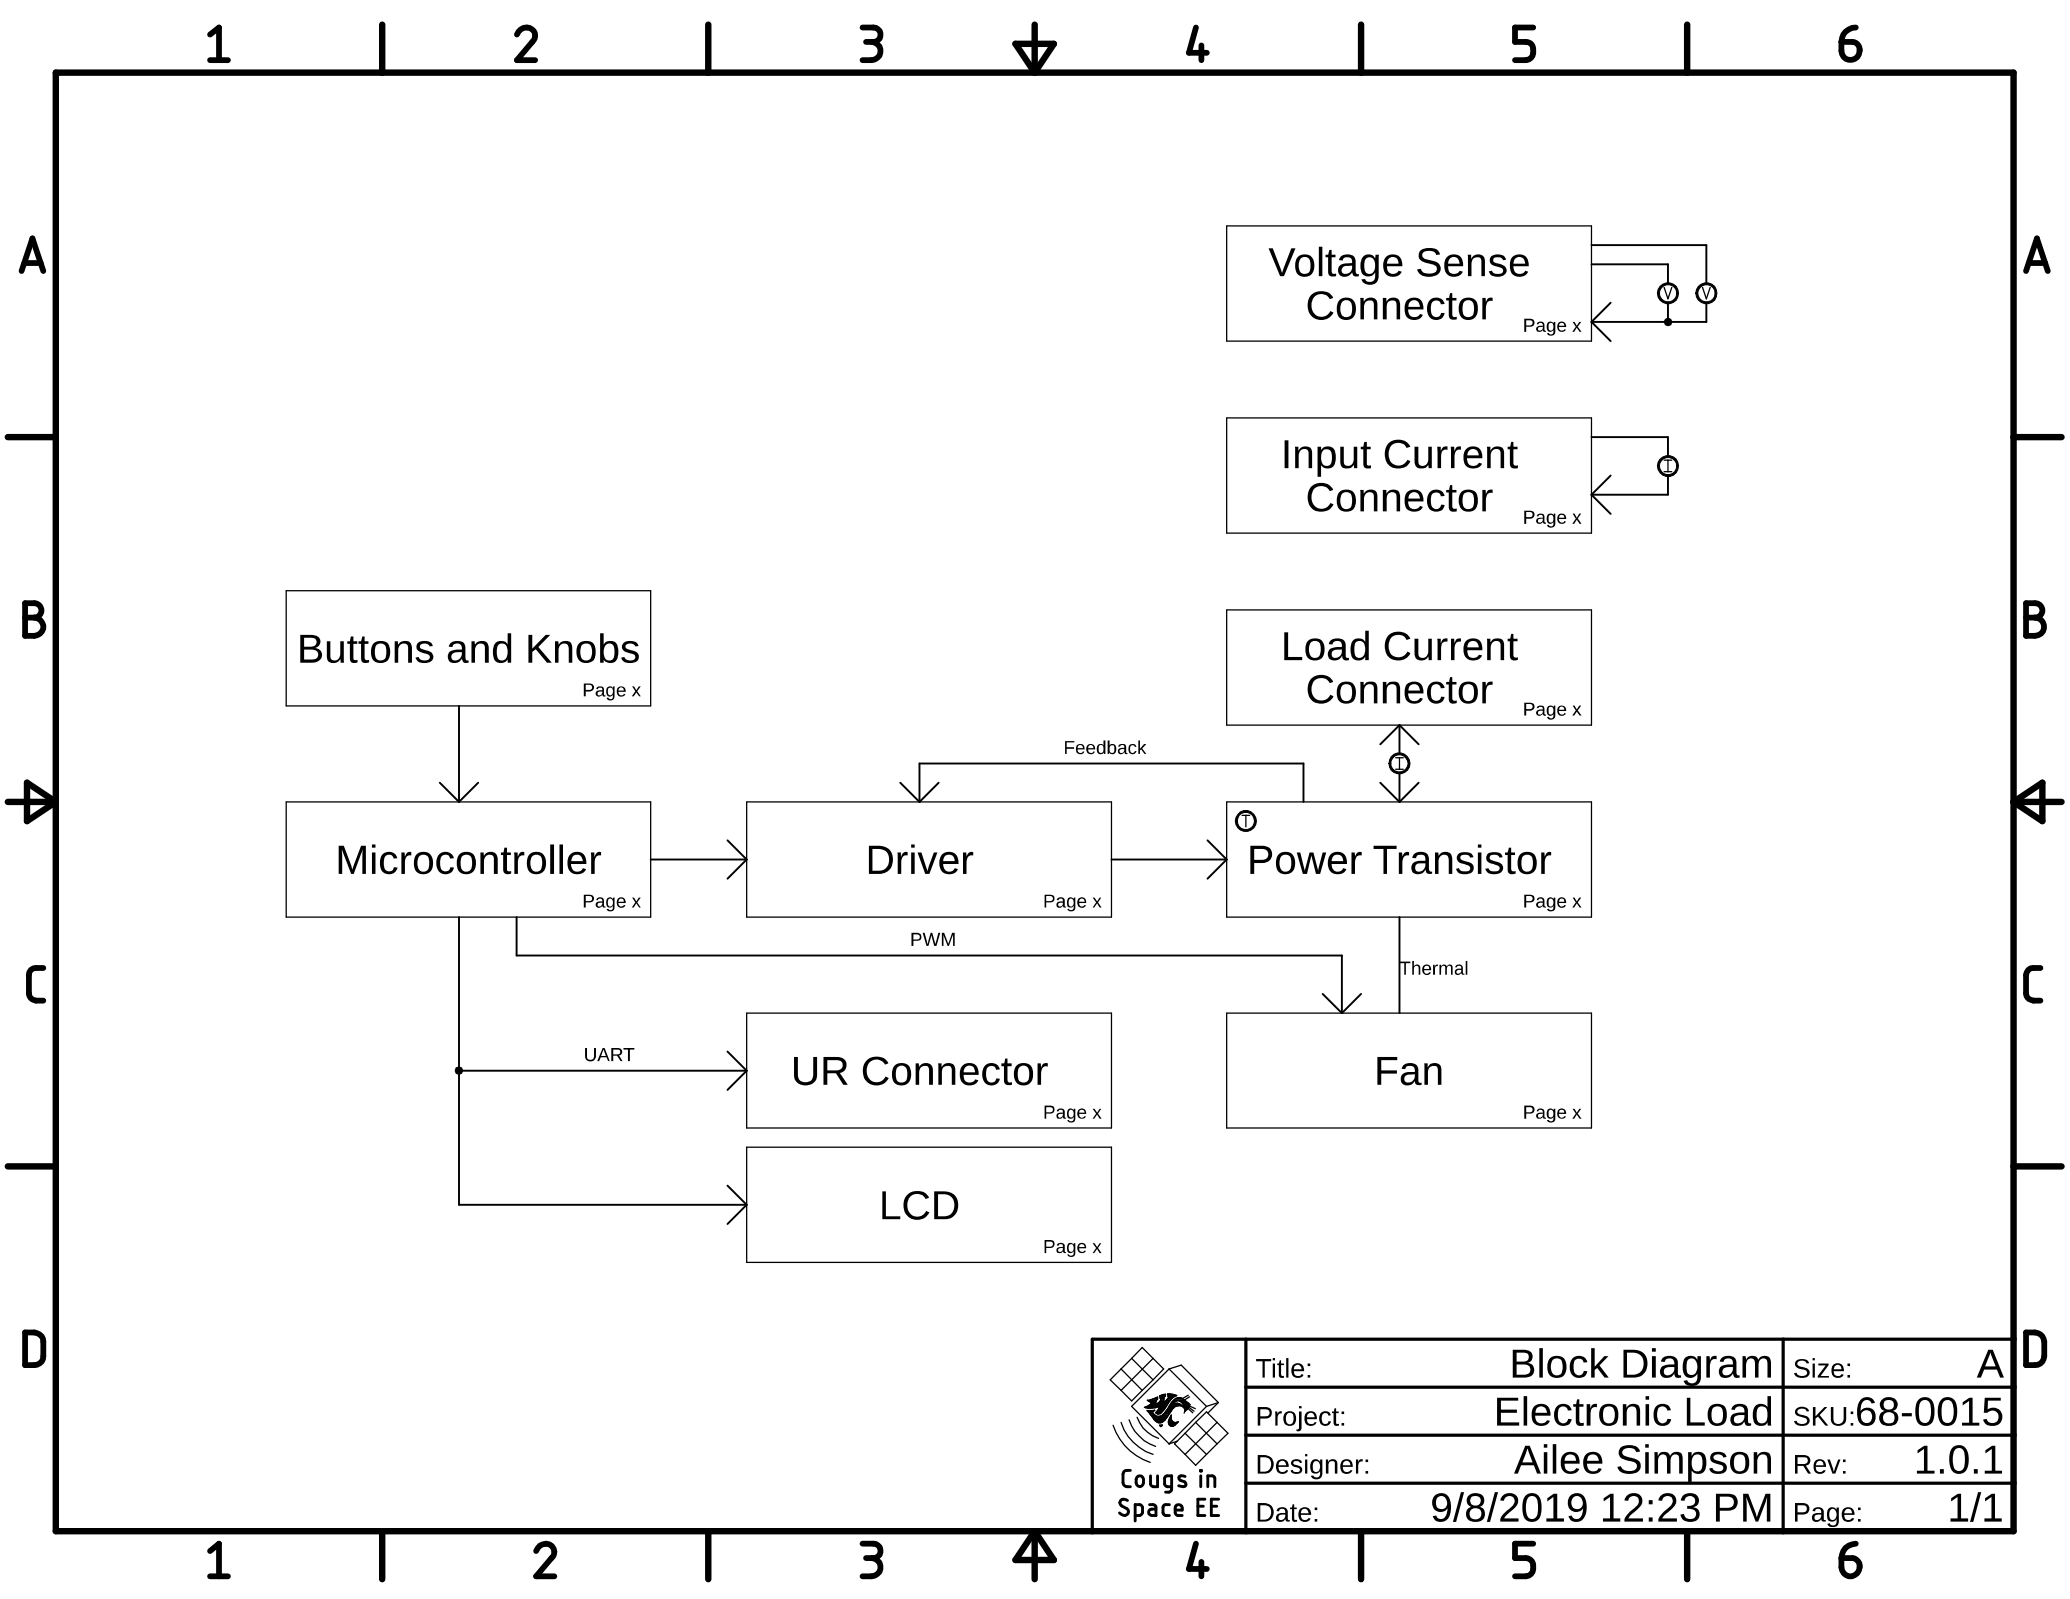 1 2 3 4 5 6
A A
Voltage Sense
Connector
Page x
V V
Input Current
Connector
Page x
I
B B
Buttons and Knobs
Page x
Load Current
Connector
Page x
Feedback
I
Microcontroller
Page x
Driver
Page x
T
Power Transistor
Page x
PWM
Thermal
C C
UART
UR Connector
Page x
Fan
Page x
LCD
Page x
D D
Cougs in
Space EE
Title: Block Diagram Size: A
Project: Electronic Load SKU:68-0015
Designer: Ailee Simpson Rev: 1.0.1
Date: 9/8/2019 12:23 PM Page: 1/1
1 2 3 4 5 6